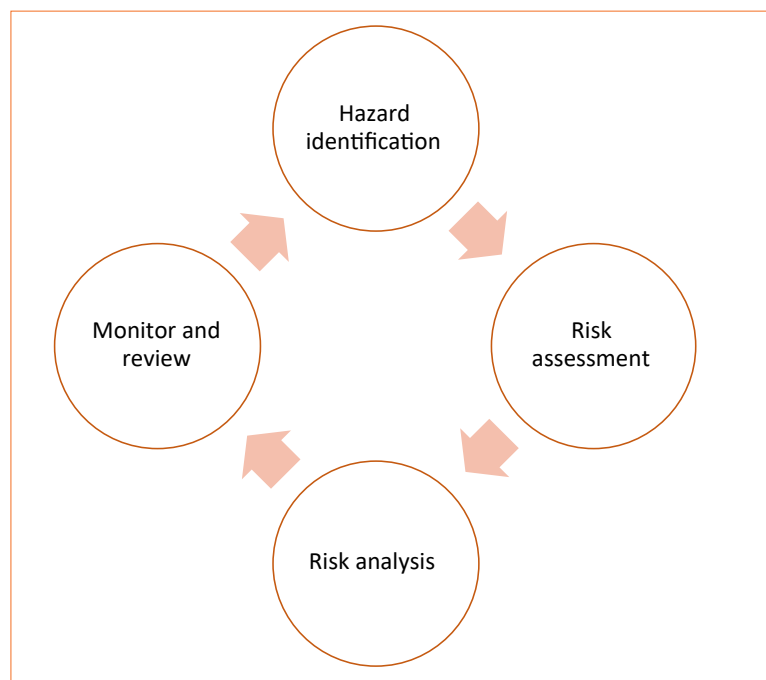 Hazard
identification
Risk
assessment
Risk analysis
Monitor and
review